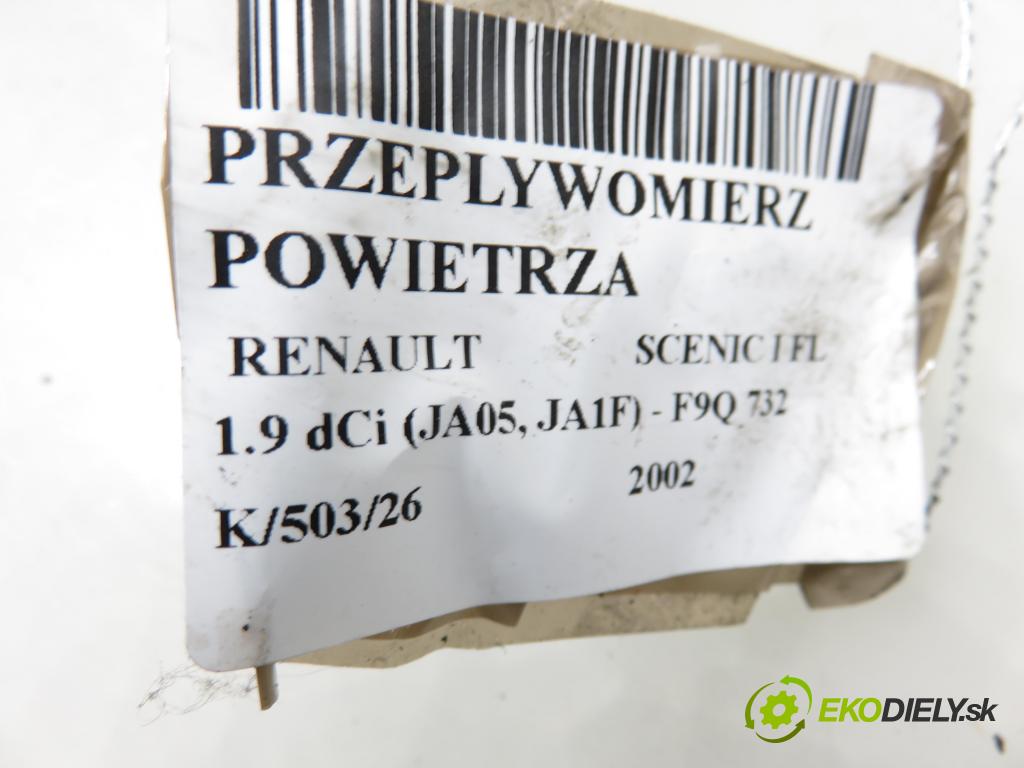 PRZEPLYWOMIERZ
POWIETRZA
RENAULT SCENIC I FL
1.9 dCi (JA05, JA1F) - F9Q 732
2002
K/503/26
EKODIELY.sk